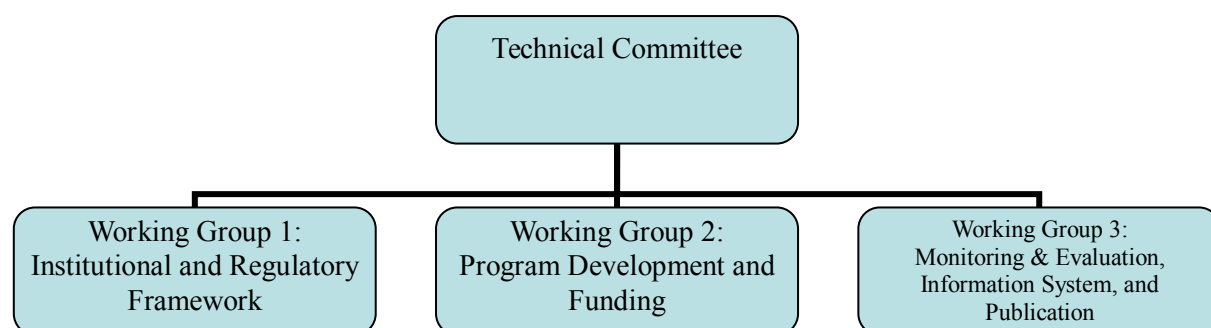 Technical Committee
Working Group 1:
Institutional and Regulatory
Framework
Working Group 2:
Program Development and
Funding
Working Group 3:
Monitoring & Evaluation,
Information System, and
Publication